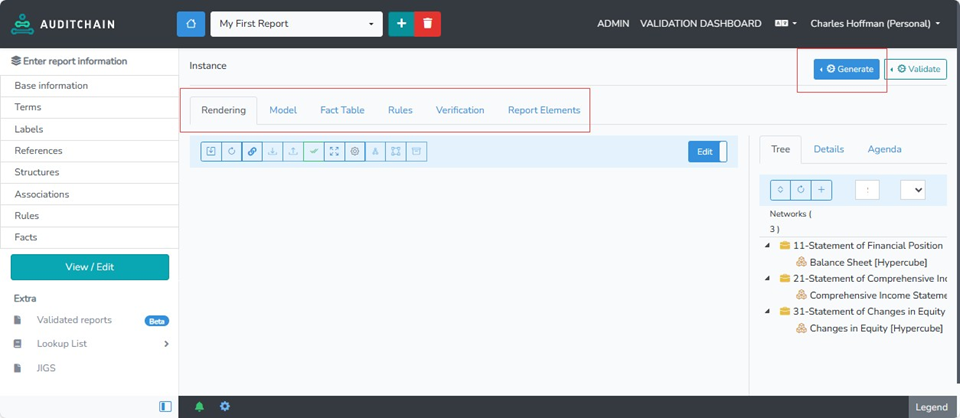 AUDITCHAIN
My First Report
ADMIN
VALIDATION DASHBOARD
Charles Hoffman (Personal)
Enter report information
Base information
Terms
Labels
References
Structures
Associations
Rules
Facts
View / Edit
Extra
Validated reports
Beta
Lookup List
JIGS
Instance
Generate
Validate
Rendering
Model
Fact Table
Rules
Verification
Report Elements
Edit
Tree
Details
Agenda
Networks (
3 )
11-Statement of Financial Position
Balance Sheet [Hypercube]
21-Statement of Comprehensive Inc
Comprehensive Income Stateme
31-Statement of Changes in Equity
Changes in Equity [Hypercube]
Legend